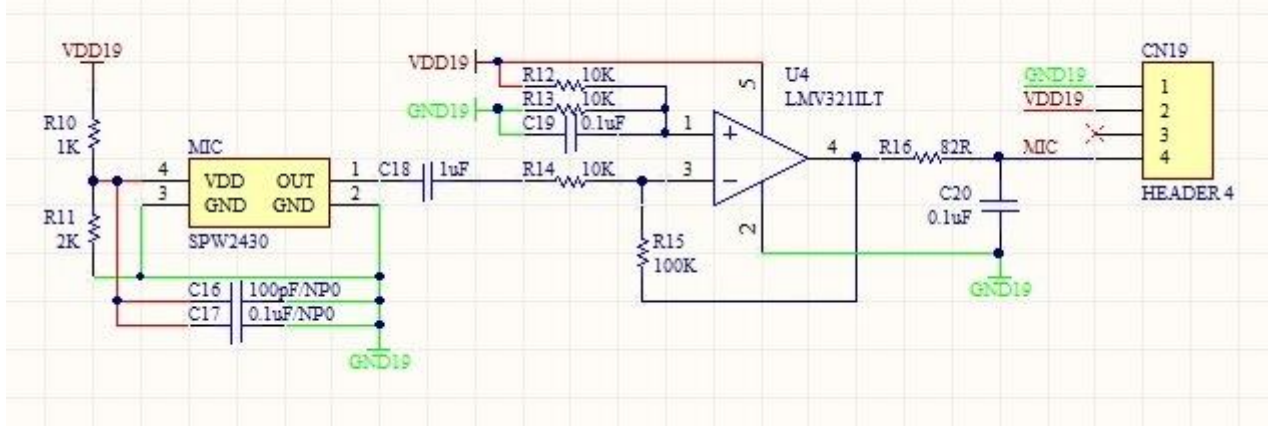 VDD19
R10
1K
R11
2K
MIC
4
3
VDD
GND
OUT
GND
1
2
SPW2430
C16
100pF/NP0
C17
0.1uF/NP0
GND19
C18
1uF
VDD19
GND19
R12
10K
R13
10K
C19
0.1uF
R14
10K
R15
100K
1
3
5
2
4
U4
LMV321ILT
R16
82R
C20
0.1uF
GND19
CN19
GND19
1
VDD19
2
3
MIC
4
HEADER 4